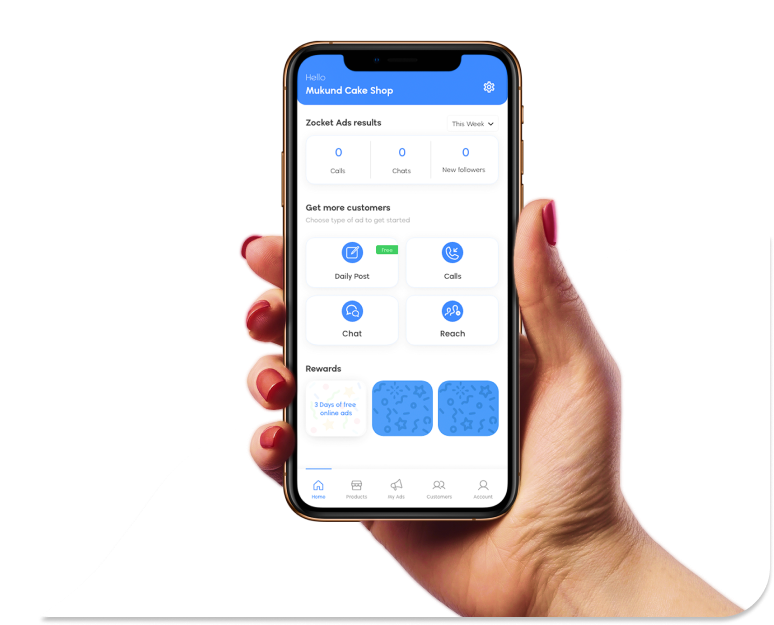 Hello
Mukund Cake Shop
Zocket Ads results
This Week
0
0
0
Calls
Chats
New followers
Get more customers
Choose type of ad to get started
Free
Daily Post
Calls
Chat
Reach
Rewards
3 Days of free
online ads
Home
Products
My Ads
Customers
Account